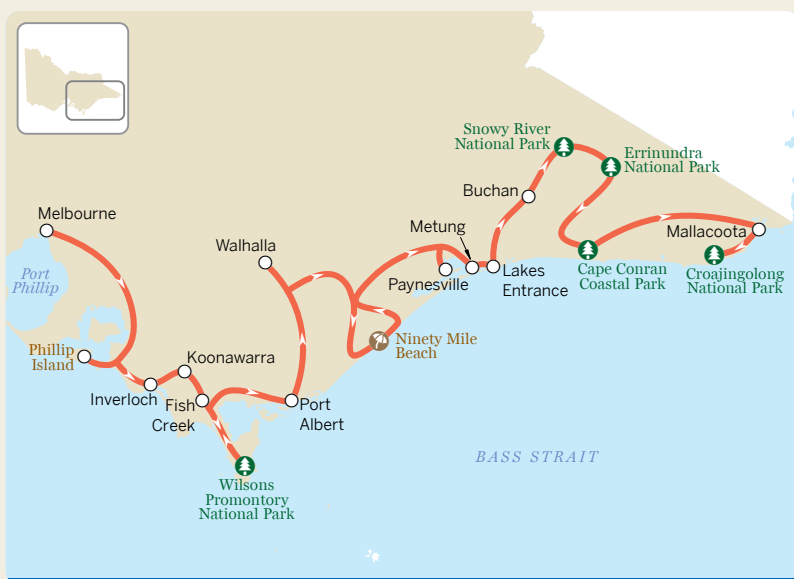 Snowy River
National Park
Errinundra
National Park
Buchan
Melbourne
Metung
Mallacoota
Walhalla
Port
Phillip
Paynesville
Lakes
Entrance
Cape Conran
Coastal Park
Croajingolong
National Park
Phillip
Island
Ninety Mile
Beach
Koonawarra
Inverloch
Fish
Creek
Port
Albert
BASS STRAIT
Wilsons
Promontory
National Park